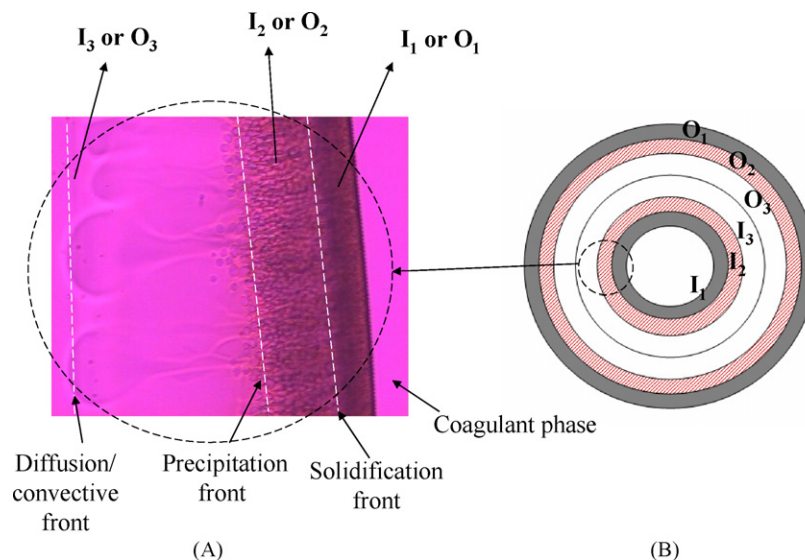 I3 or O3
I2 or O2
I1 or O1
O1
O2
O3
I3
I2
I1
Coagulant phase
Diffusion/
convective
front
Precipitation
front
Solidification
front
(A)
(B)